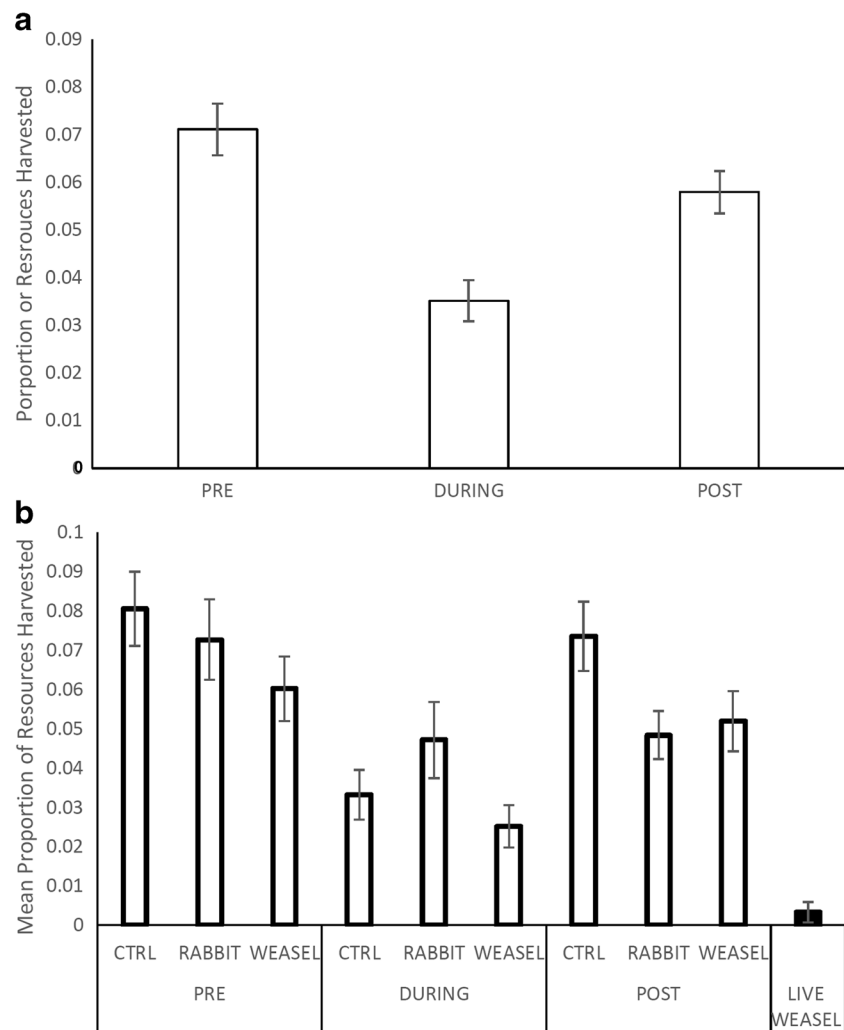 a
Porportion or Resrouces Harvested
0.09
0.08
0.07
0.06
0.05
0.04
0.03
0.02
0.01
0
PRE DURING POST
b
Mean Proportion of Resources Harvested
0.1
0.09
0.08
0.07
0.06
0.05
0.04
0.03
0.02
0.01
0
CTRL RABBIT WEASEL CTRL RABBIT WEASEL CTRL RABBIT WEASEL
PRE DURING POST LIVE
WEASEL